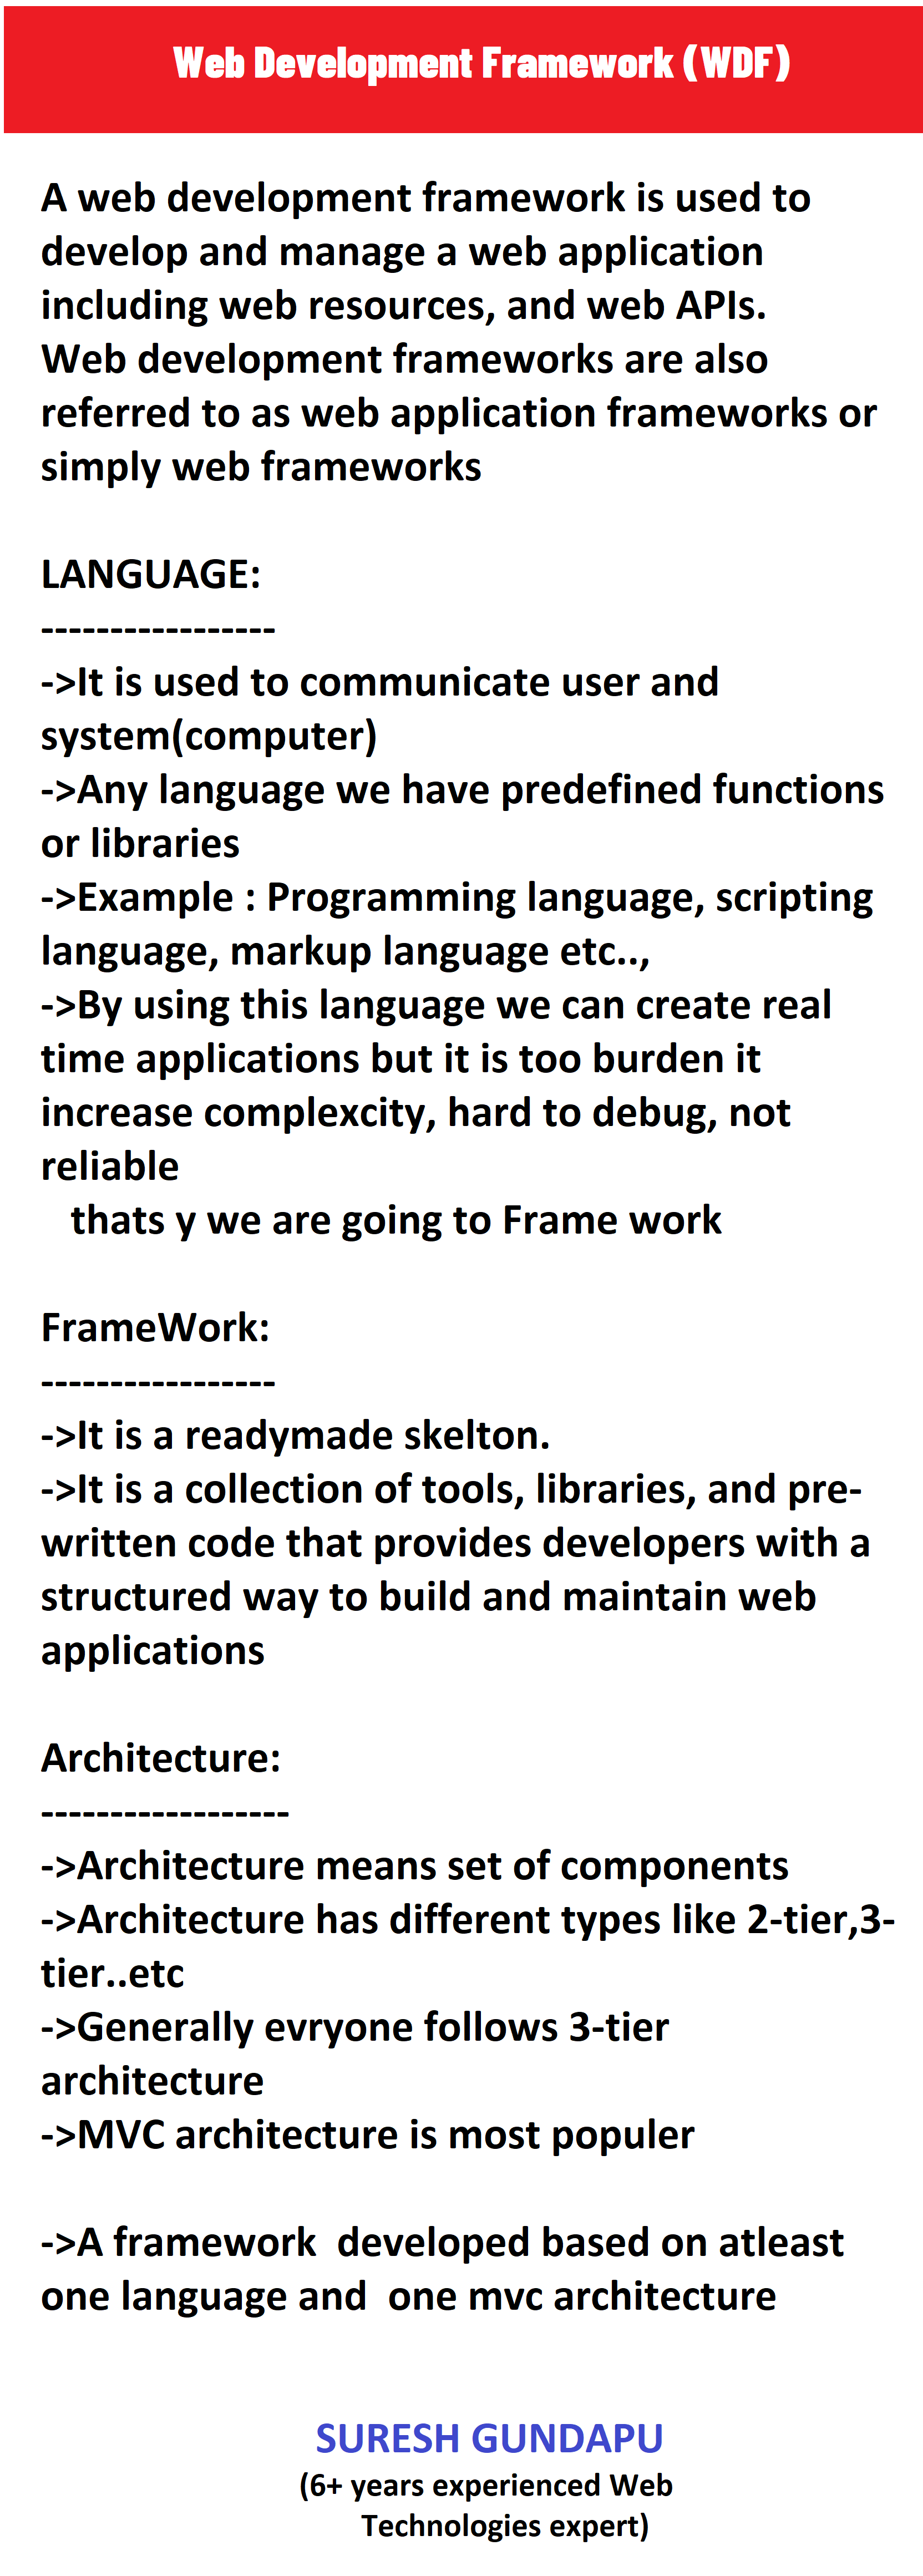 Web Development Framework (WDF)
A web development framework is used to
develop and manage a web application
including web resources, and web APIs.
Web development frameworks are also
referred to as web application frameworks or
simply web frameworks
LANGUAGE:
-----------------
->It is used to communicate user and
system(computer)
->Any language we have predefined functions
or libraries
->Example : Programming language, scripting
language, markup language etc..,
->By using this language we can create real
time applications but it is too burden it
increase complexcity, hard to debug, not
reliable
thats y we are going to Frame work
FrameWork:
-----------------
->It is a readymade skelton.
->It is a collection of tools, libraries, and pre-
written code that provides developers with a
structured way to build and maintain web
applications
Architecture:
------------------
->Architecture means set of components
->Architecture has different types like 2-tier,3-
tier..etc
->Generally evryone follows 3-tier
architecture
->MVC architecture is most populer
->A framework  developed based on atleast
one language and  one mvc architecture
SURESH GUNDAPU
(6+ years experienced Web
Technologies expert)